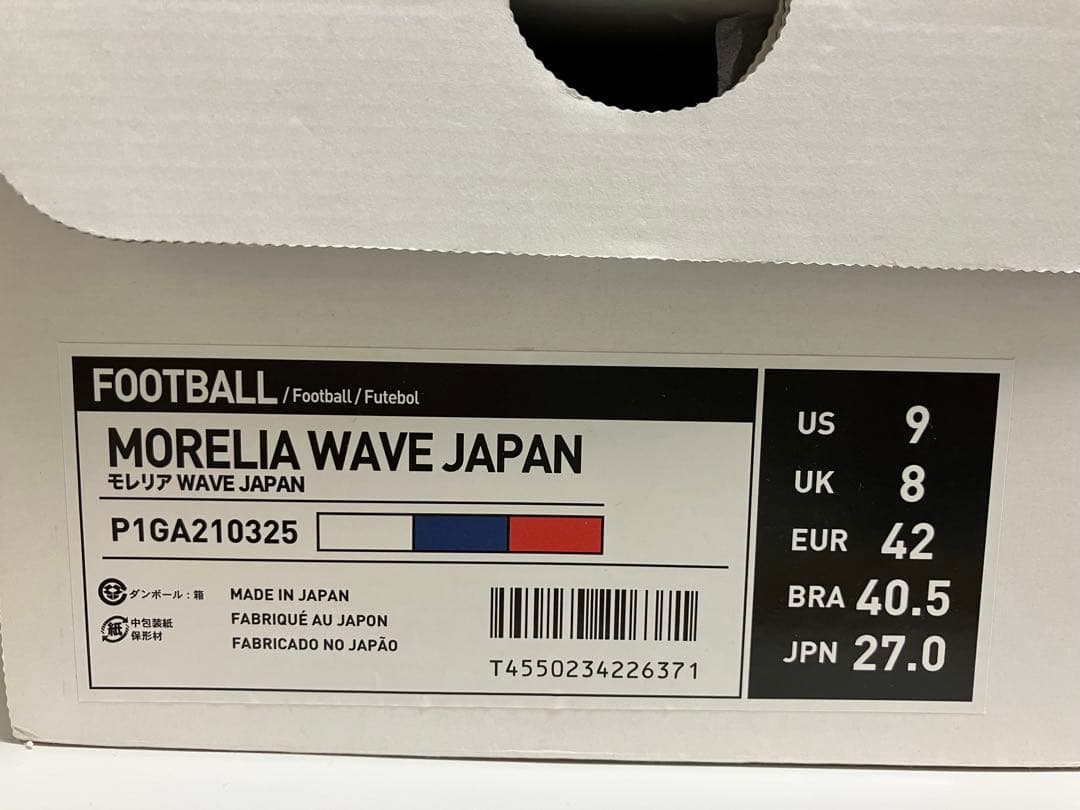 FOOTBALL / Football / Futebol
MORELIA WAVE JAPAN
モレリア WAVE JAPAN
P1GA210325
ダンボール : 箱
紙 中包装紙
保形材
MADE IN JAPAN
FABRIQUÉ AU JAPON
FABRICADO NO JAPÃO
T4550234226371
US 9
UK 8
EUR 42
BRA 40.5
JPN 27.0